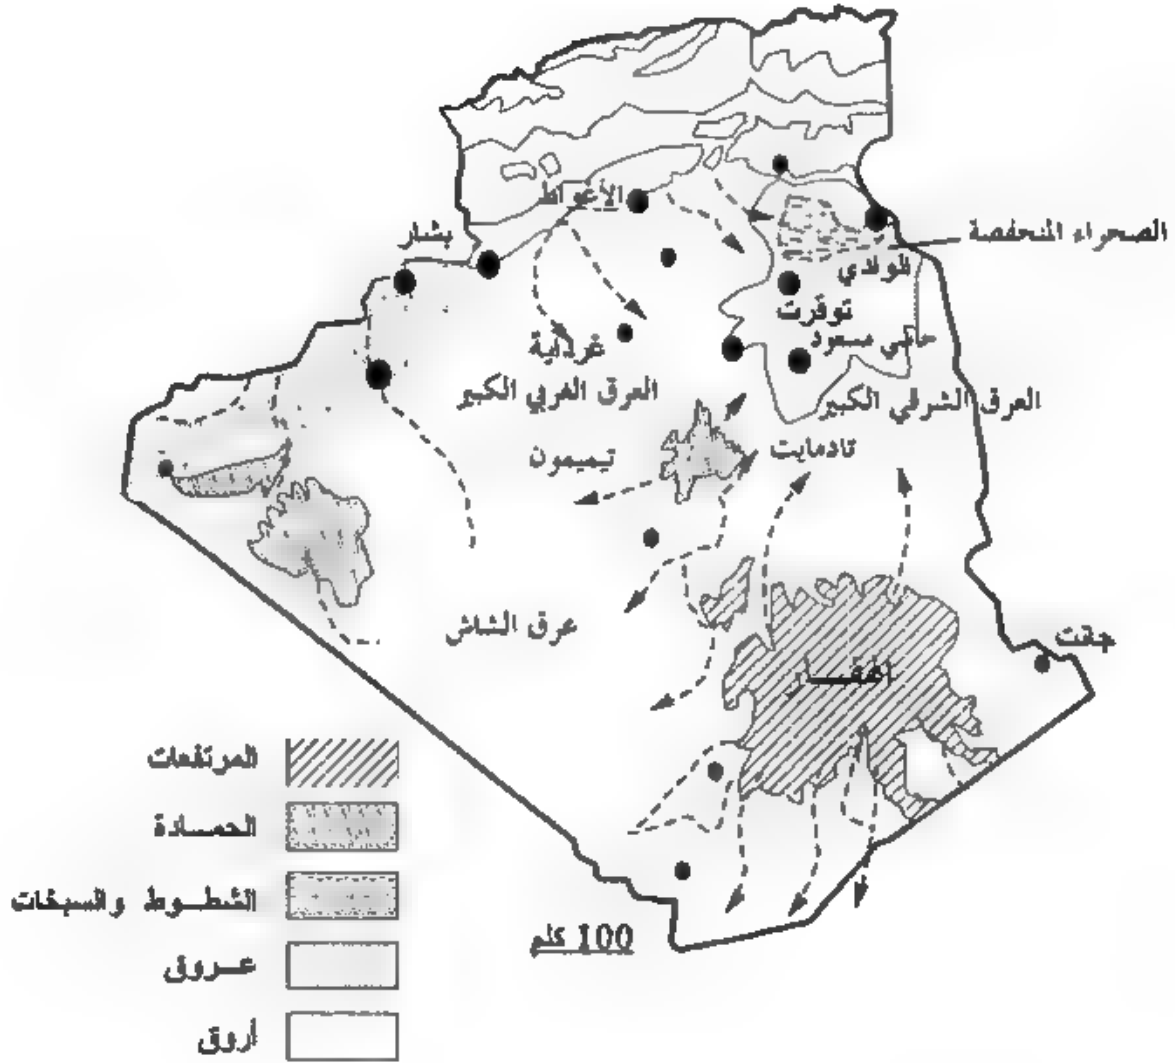 الأغواط
بشار
الصحراء المنخفضة
الوادي
توقرت
حاسي مسعود
غرداية
العرق الغربي الكبير
العرق الشرقي الكبير
تادمايت
تيميمون
عرق الشاش
جانت
الهقار
المرتفعات
الحمادة
الشطوط والسبخات
عروق
أروق
100 كلم